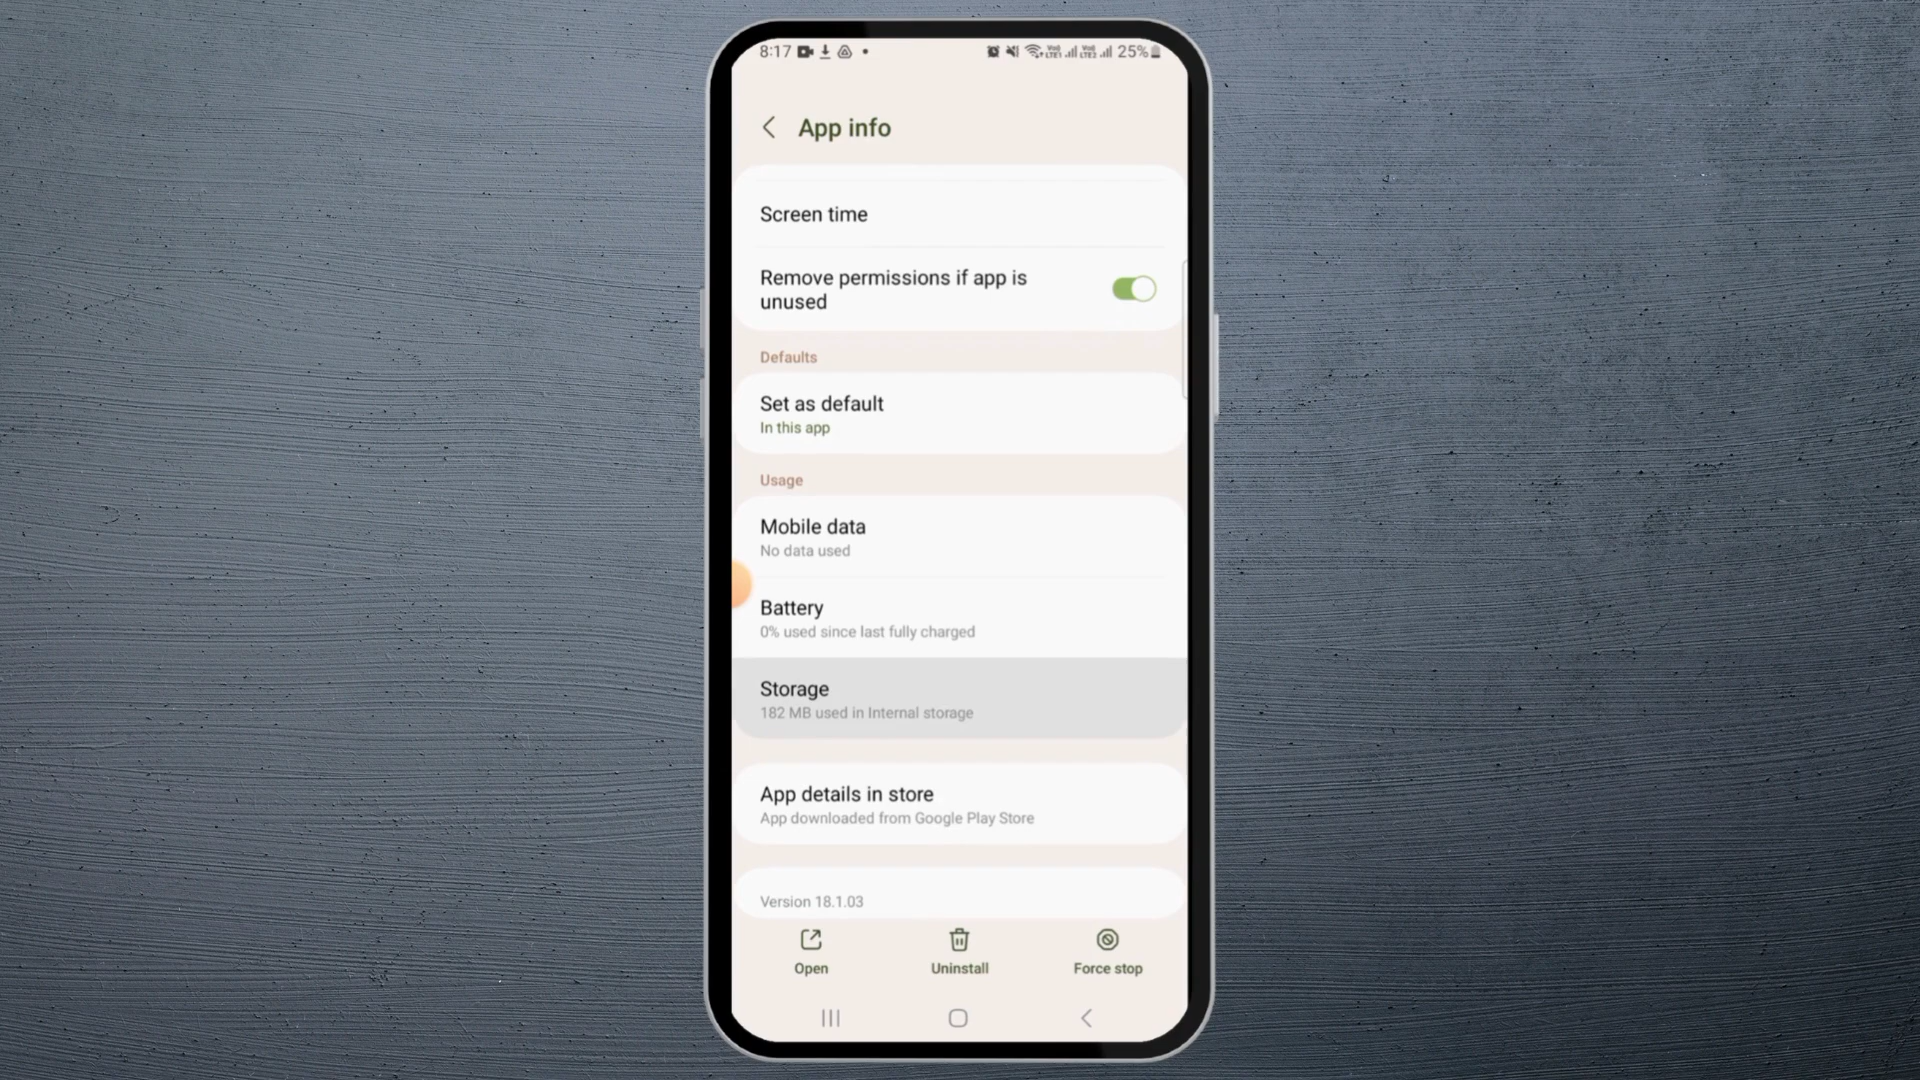 8:17
25%
App info
Screen time
Remove permissions if app is
unused
Defaults
Set as default
In this app
Usage
Mobile data
No data used
Battery
0% used since last fully charged
Storage
182 MB used in Internal storage
App details in store
App downloaded from Google Play Store
Version 18.1.03
Open
Uninstall
Force stop